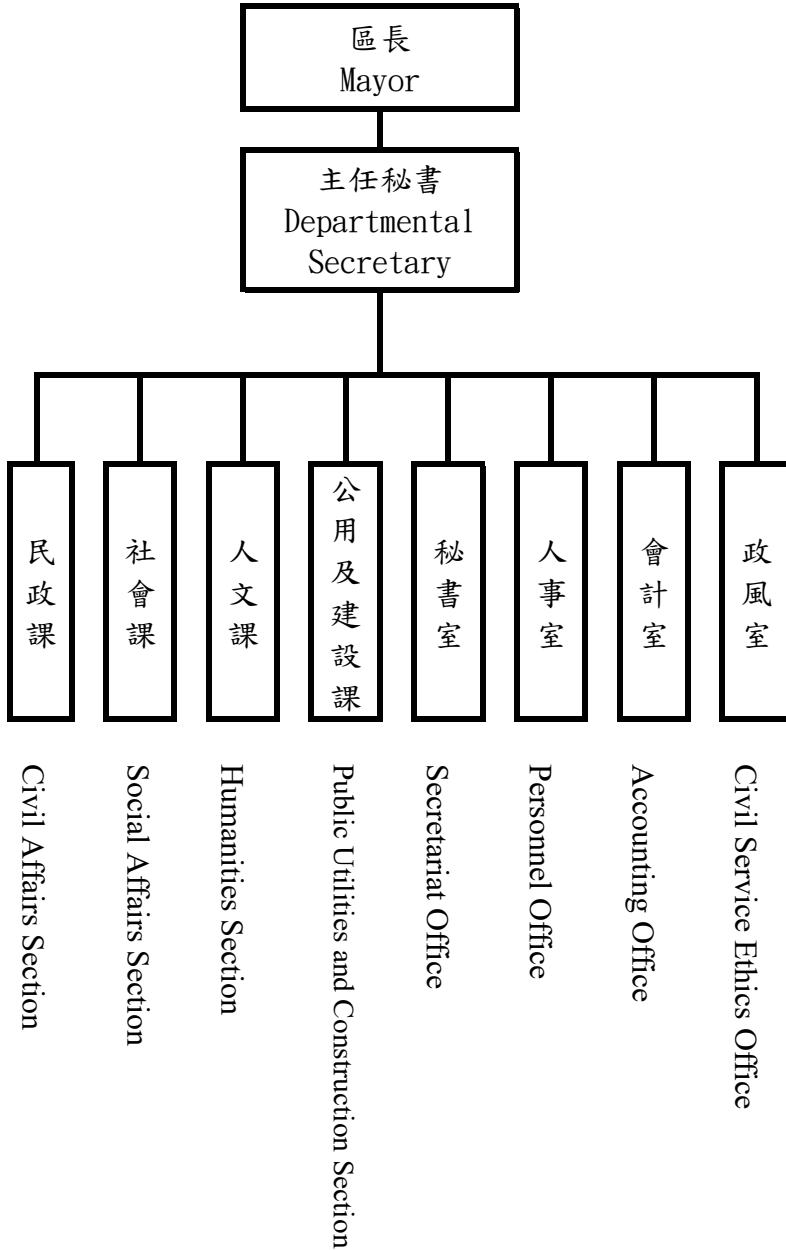 區長
Mayor
主任秘書
Departmental
Secretary
民政課
社會課
人文課
公用及建設課
秘書室
人事室
會計室
政風室
Civil Affairs Section
Social Affairs Section
Humanities Section
Public Utilities and Construction Section
Secretariat Office
Personnel Office
Accounting Office
Civil Service Ethics Office